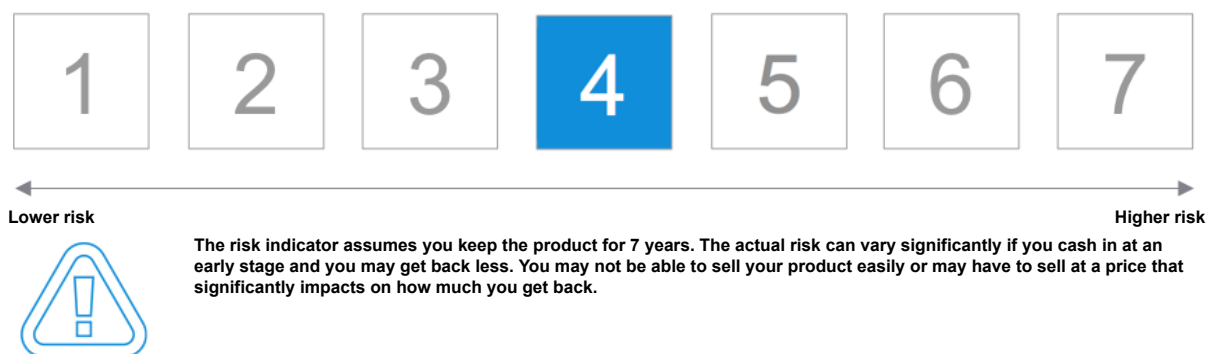 1 2 3 4 5 6 7
Lower risk Higher risk
The risk indicator assumes you keep the product for 7 years. The actual risk can vary significantly if you cash in at an
early stage and you may get back less. You may not be able to sell your product easily or may have to sell at a price that
significantly impacts on how much you get back.